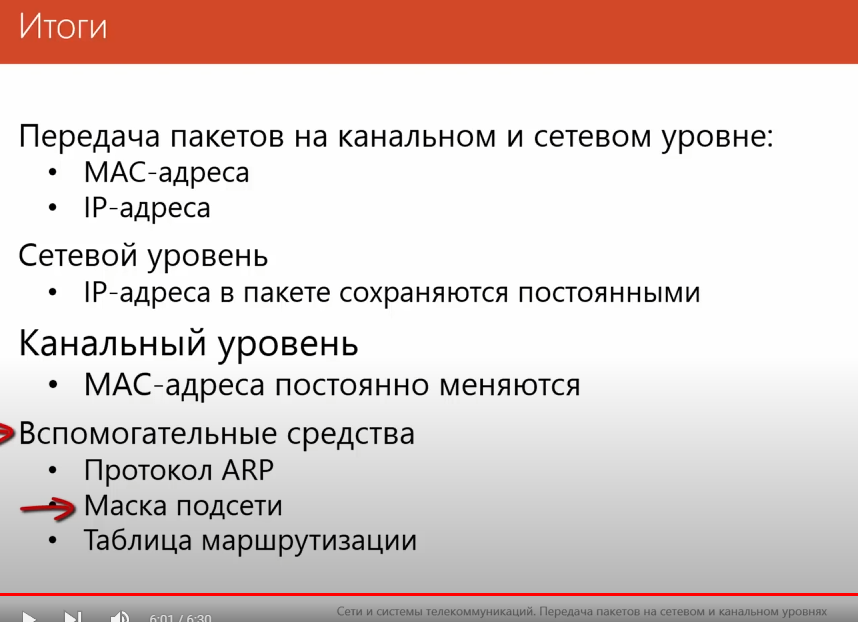 Итоги
Передача пакетов на канальном и сетевом уровне:
• МАС-адреса
• IP-адреса
Сетевой уровень
• IP-адреса в пакете сохраняются постоянными
Канальный уровень
• МАС-адреса постоянно меняются
Вспомогательные средства
• Протокол ARP
• Маска подсети
• Таблица маршрутизации
Сети и системы телекоммуникаций. Передача пакетов на сетевом и канальном уровнях
6:01 / 6:30